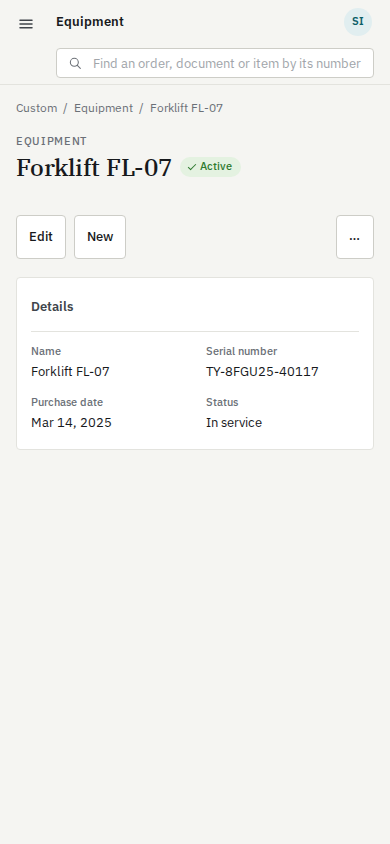 Equipment
SI
Find an order, document or item by its number
Custom / Equipment / Forklift FL-07
EQUIPMENT
Forklift FL-07
Active
Edit
New
...
Details
Name
Serial number
Forklift FL-07
TY-8FGU25-40117
Purchase date
Status
Mar 14, 2025
In service